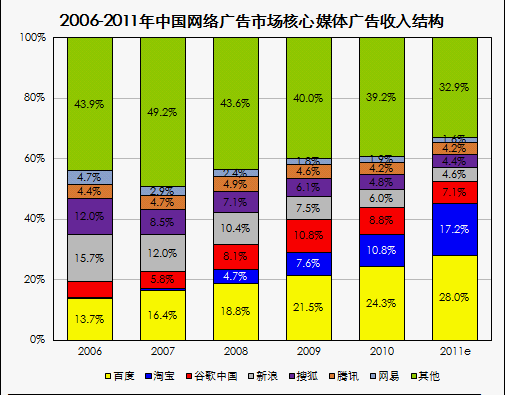 2006-2011年中国网络广告市场核心媒体广告收入结构
100%
80%
60%
40%
20%
0%
43.9% 49.2% 43.6% 40.0% 39.2% 32.9%
4.7% 2.9% 2.4% 1.8% 1.9% 1.6%
4.4% 4.7% 4.9% 4.6% 4.2% 4.2%
12.0% 8.5% 7.1% 6.1% 4.8% 4.4%
15.7% 12.0% 10.4% 7.5% 6.0% 4.6%
5.8% 8.1% 10.8% 8.3% 7.1%
4.7% 7.6% 10.8% 17.2%
13.7% 16.4% 18.8% 21.5% 24.3% 28.0%
2006 2007 2008 2009 2010 2011e
百度 淘宝 谷歌中国 新浪 搜狐 腾讯 网易 其他